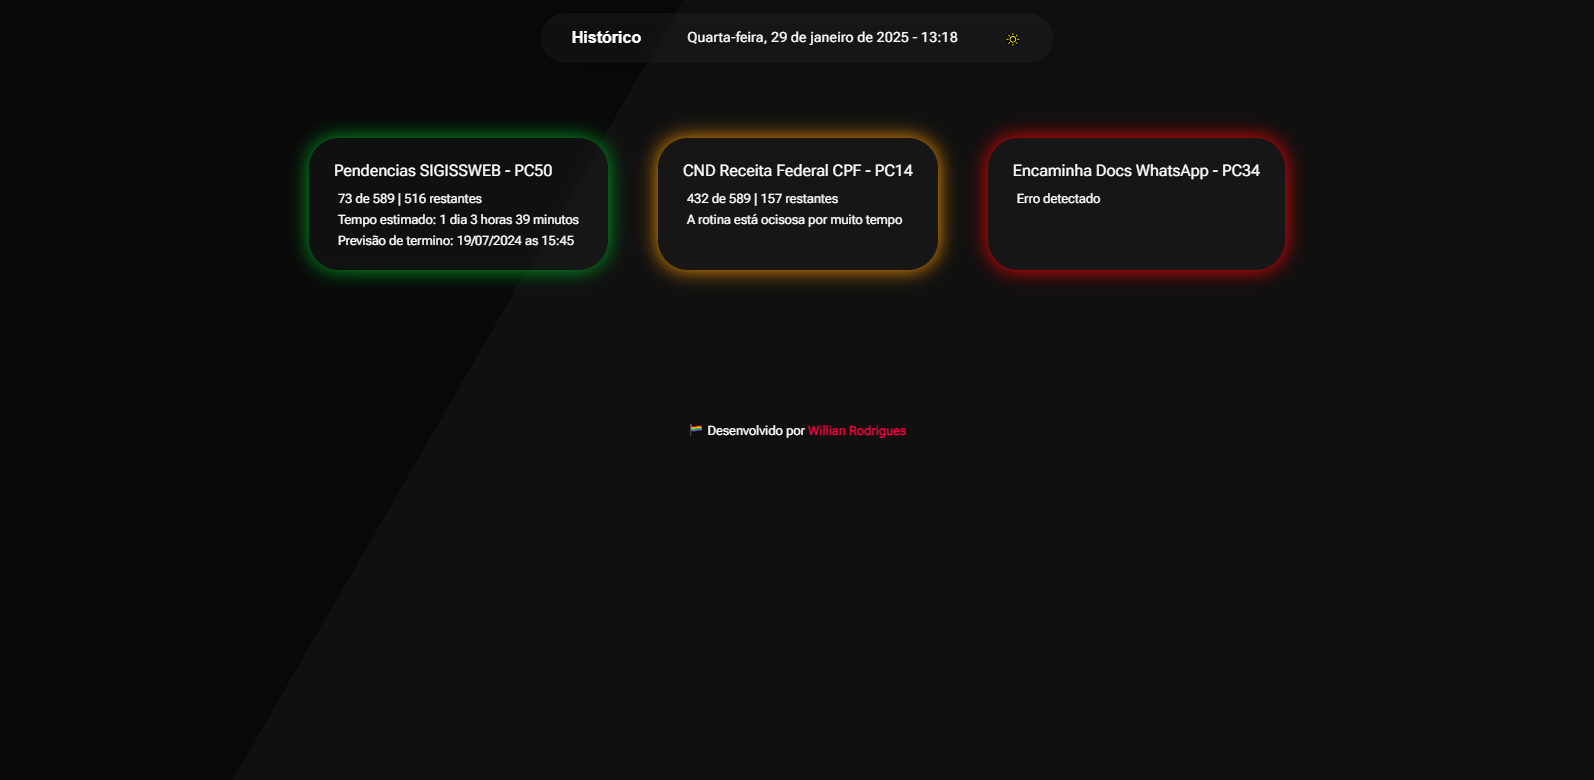 Histórico
Quarta-feira, 29 de janeiro de 2025 - 13:18
Pendencias SIGISSWEB - PC50
73 de 589 | 516 restantes
Tempo estimado: 1 dia 3 horas 39 minutos
Previsão de termino: 19/07/2024 as 15:45
CND Receita Federal CPF - PC14
432 de 589 | 157 restantes
A rotina está ocisosa por muito tempo
Encaminha Docs WhatsApp - PC34
Erro detectado
Desenvolvido por Willian Rodrigues